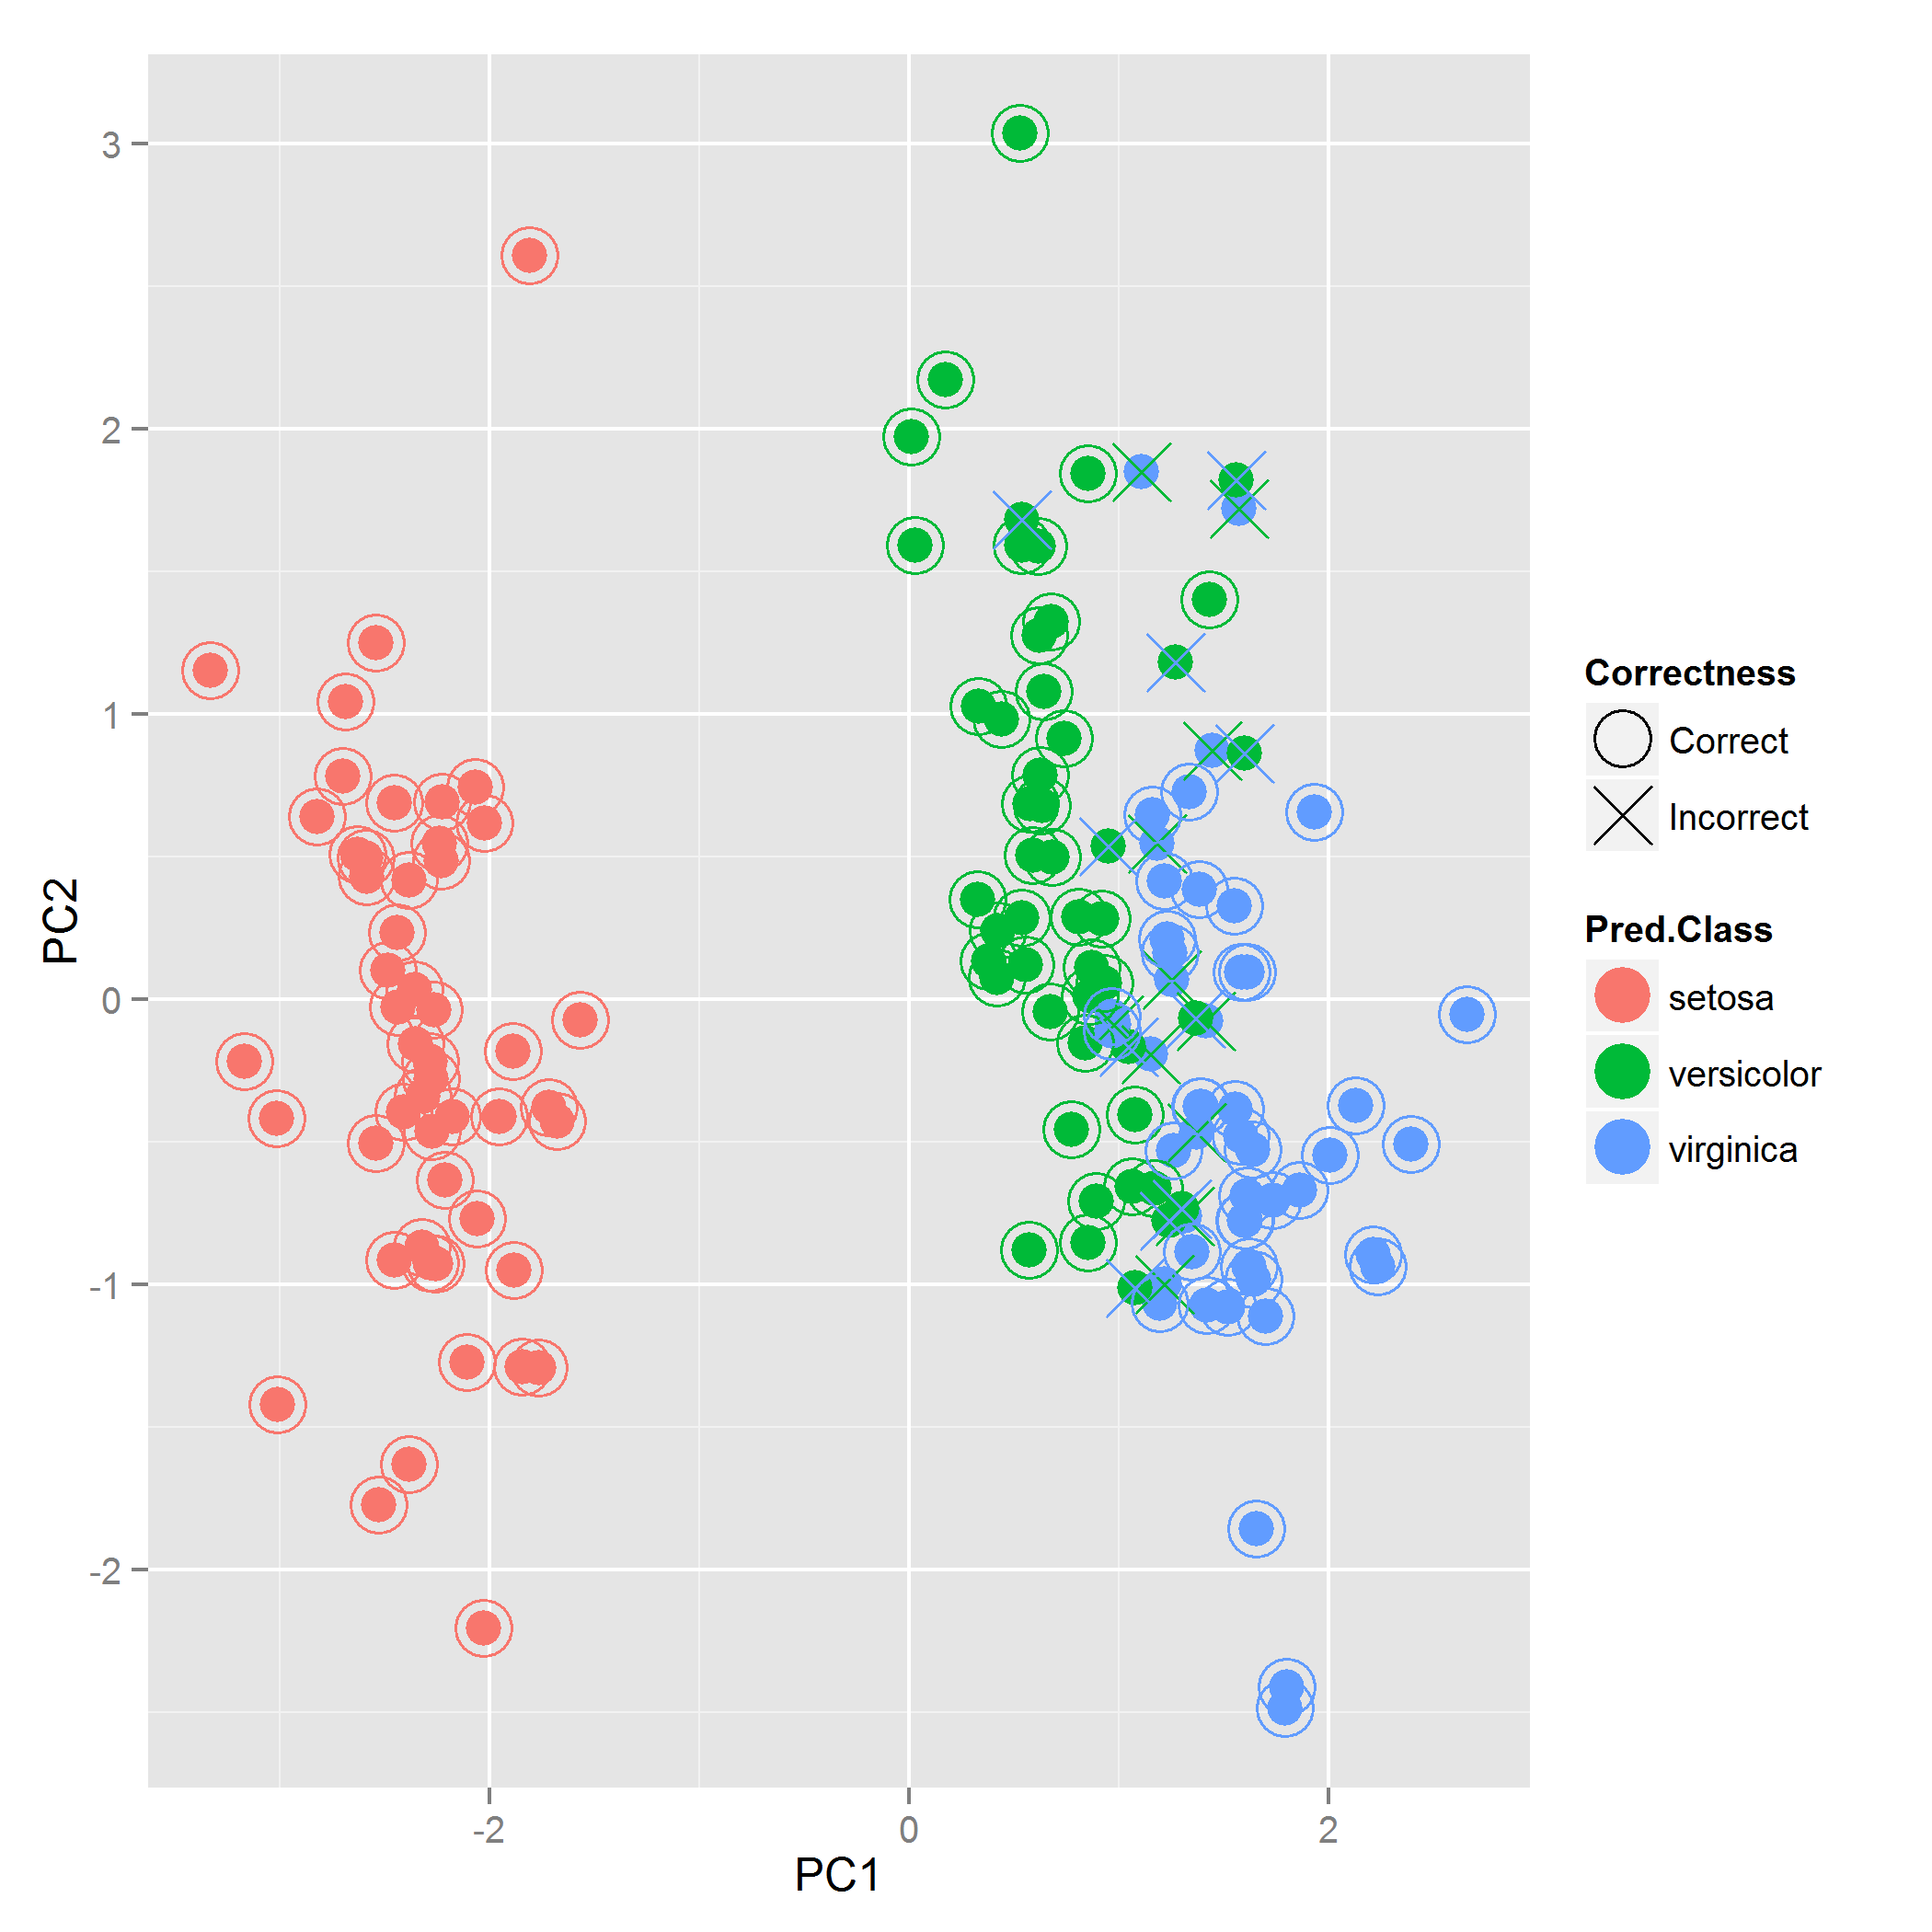 3
2
1
0
-1
-2
PC2
-2
0
2
PC1
Correctness
Correct
Incorrect
Pred.Class
setosa
versicolor
virginica